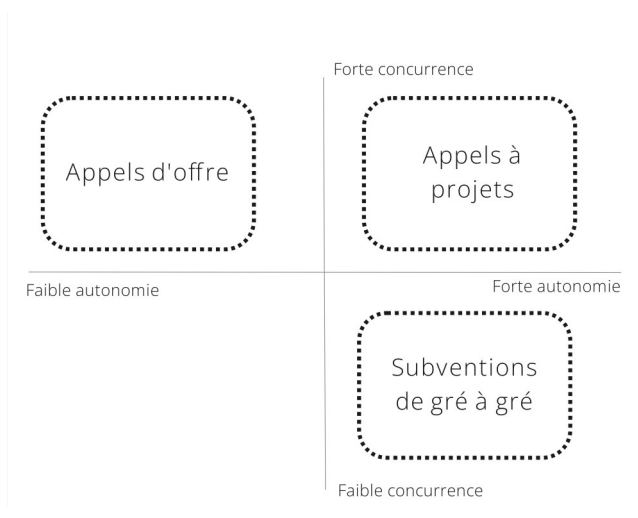 Forte concurrence
Appels d'offre
Appels à
projets
Faible autonomie
Forte autonomie
Subventions
de gré à gré
Faible concurrence